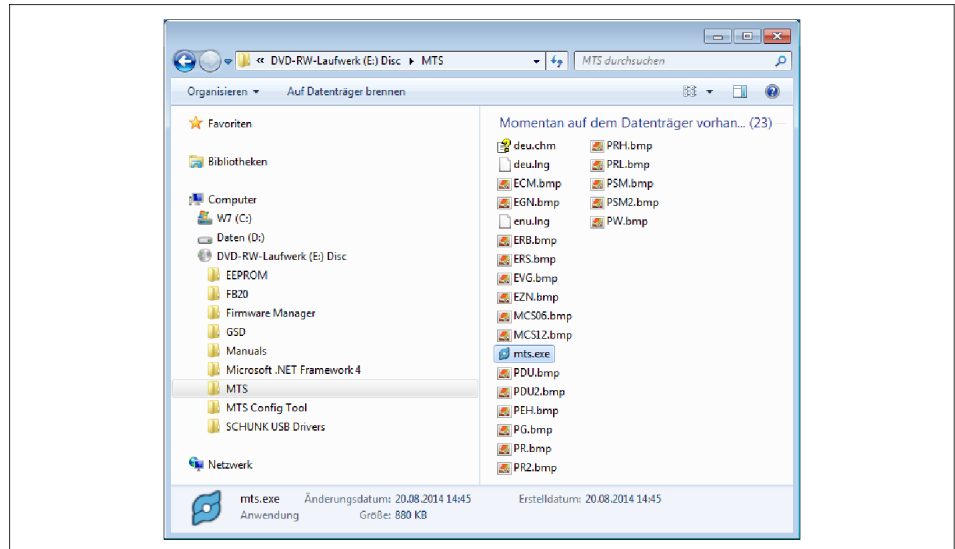 « DVD-RW-Laufwerk (E:) Disc ▸ MTS
MTS durchsuchen
Organisieren ▾ Auf Datenträger brennen
Favoriten
Bibliotheken
Computer
W7 (C:)
Daten (D:)
DVD-RW-Laufwerk (E:) Disc
EEPROM
FB20
Firmware Manager
GSD
Manuals
Microsoft .NET Framework 4
MTS
MTS Config Tool
SCHUNK USB Drivers
Netzwerk
Momentan auf dem Datenträger vorhan... (23)
deu.chm
deu.lng
ECM.bmp
EGN.bmp
enu.lng
ERB.bmp
ERS.bmp
EVG.bmp
EZN.bmp
MCS06.bmp
MCS12.bmp
mts.exe
PDU.bmp
PDU2.bmp
PEH.bmp
PG.bmp
PR.bmp
PR2.bmp
PRH.bmp
PRL.bmp
PSM.bmp
PSM2.bmp
PW.bmp
mts.exe Änderungsdatum: 20.08.2014 14:45 Erstelldatum: 20.08.2014 14:45
Anwendung Größe: 880 KB